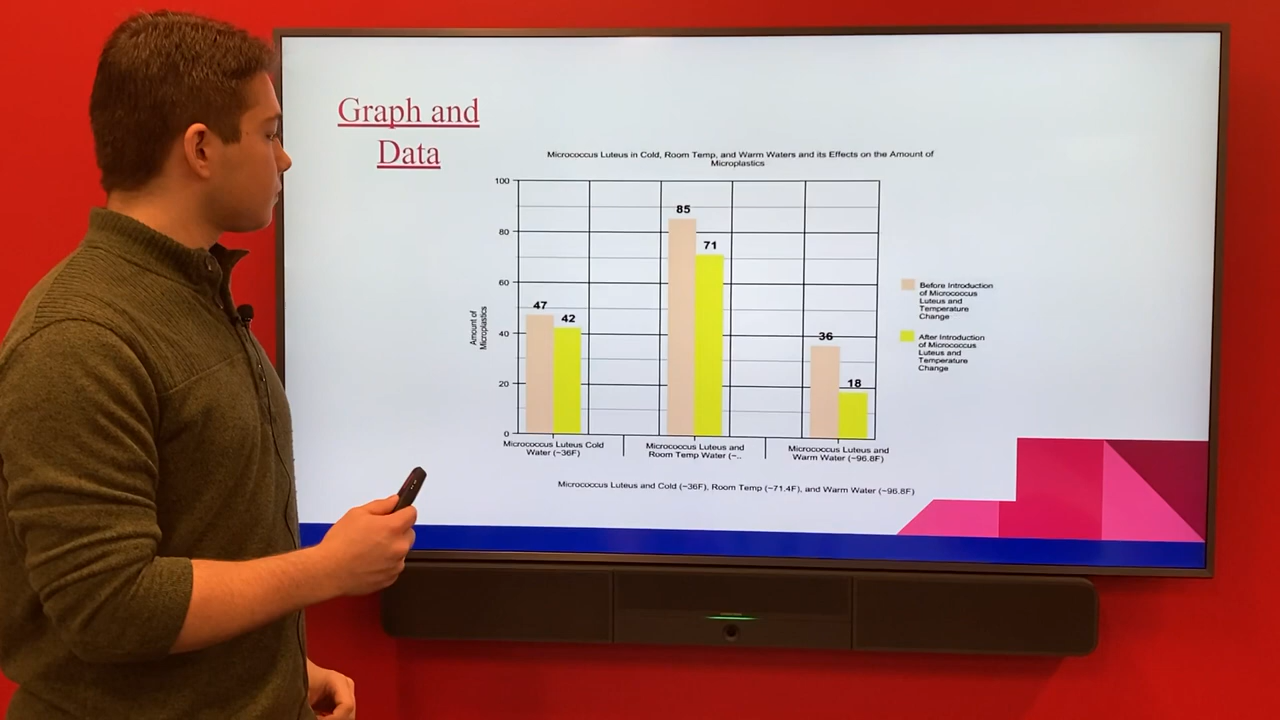 Graph and
Data
Micrococcus Luteus in Cold, Room Temp, and Warm Waters and its Effects on the Amount of
Microplastics
100
80
60
40
20
0
Amount of
Microplastics
47
42
85
71
36
18
Micrococcus Luteus Cold
Water (~36F)
Micrococcus Luteus and
Room Temp Water (~..
Micrococcus Luteus and
Warm Water (~96.8F)
Micrococcus Luteus and Cold (~36F), Room Temp (~71.4F), and Warm Water (~96.8F)
Before Introduction
of Micrococcus
Luteus and
Temperature
Change
After Introduction
of Micrococcus
Luteus and
Temperature
Change